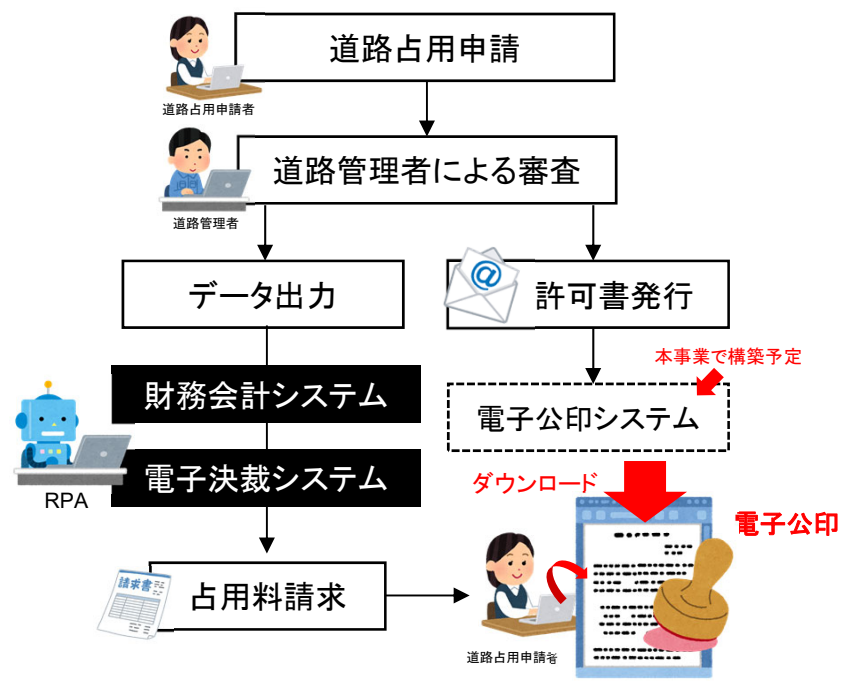 道路占用申請
道路占用申請者
道路管理者による審査
道路管理者
データ出力
許可書発行
本事業で構築予定
財務会計システム
電子公印システム
RPA
電子決裁システム
ダウンロード
電子公印
請求書
占用料請求
道路占用申請者